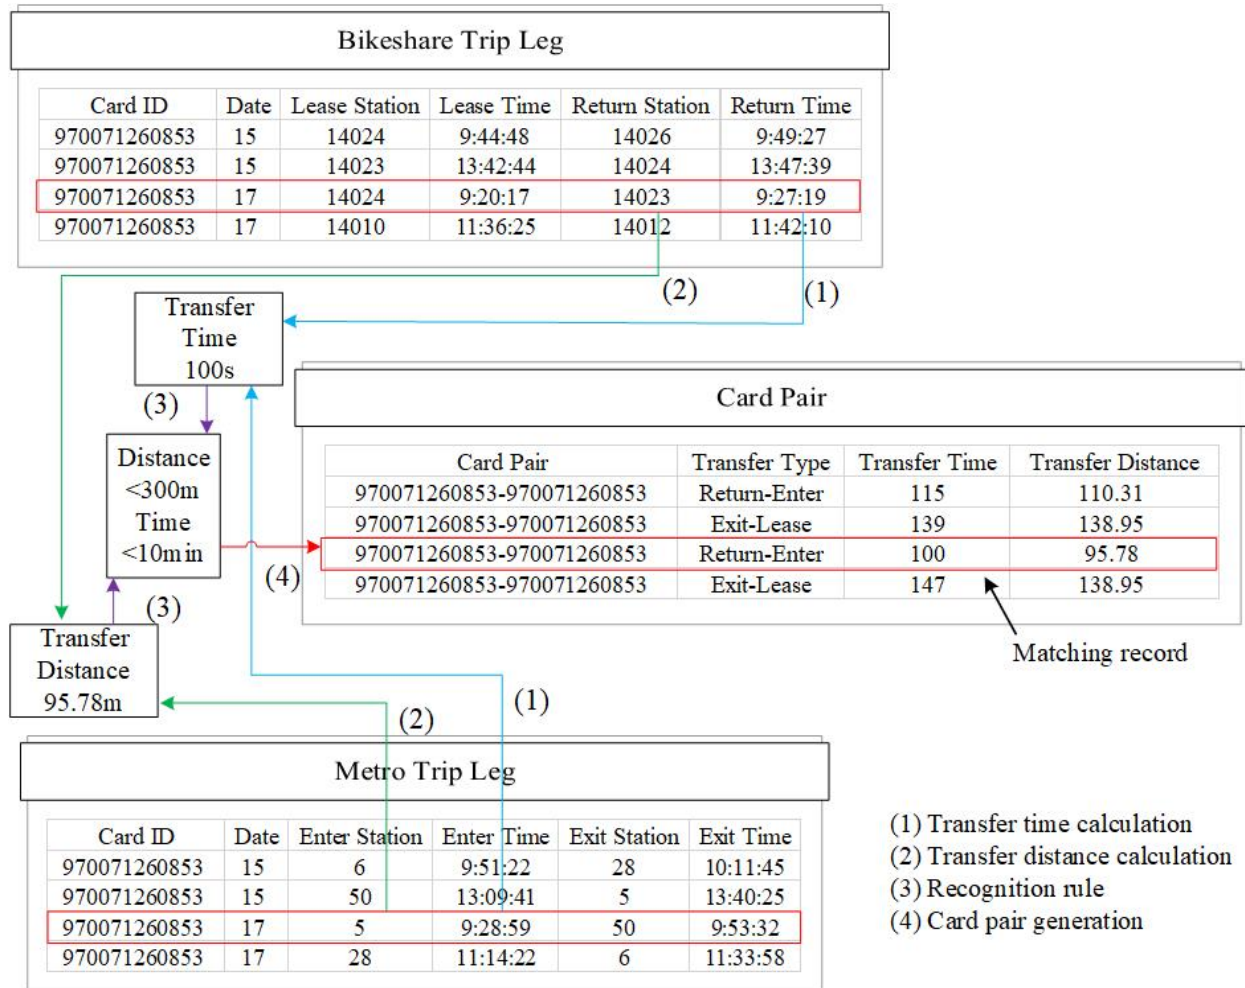 Bikeshare Trip Leg
Card ID Date Lease Station Lease Time Return Station Return Time
970071260853 15 14024 9:44:48 14026 9:49:27
970071260853 15 14023 13:42:44 14024 13:47:39
970071260853 17 14024 9:20:17 14023 9:27:19
970071260853 17 14010 11:36:25 14012 11:42:10
(2)
(1)
Transfer
Time
100s
(3)
Distance
<300m
Time
<10min
(4)
(3)
Transfer
Distance
95.78m
Card Pair
Card Pair Transfer Type Transfer Time Transfer Distance
970071260853-970071260853 Return-Enter 115 110.31
970071260853-970071260853 Exit-Lease 139 138.95
970071260853-970071260853 Return-Enter 100 95.78
970071260853-970071260853 Exit-Lease 147 138.95
Matching record
(1)
(2)
Metro Trip Leg
Card ID Date Enter Station Enter Time Exit Station Exit Time
970071260853 15 6 9:51:22 28 10:11:45
970071260853 15 50 13:09:41 5 13:40:25
970071260853 17 5 9:28:59 50 9:53:32
970071260853 17 28 11:14:22 6 11:33:58
(1) Transfer time calculation
(2) Transfer distance calculation
(3) Recognition rule
(4) Card pair generation